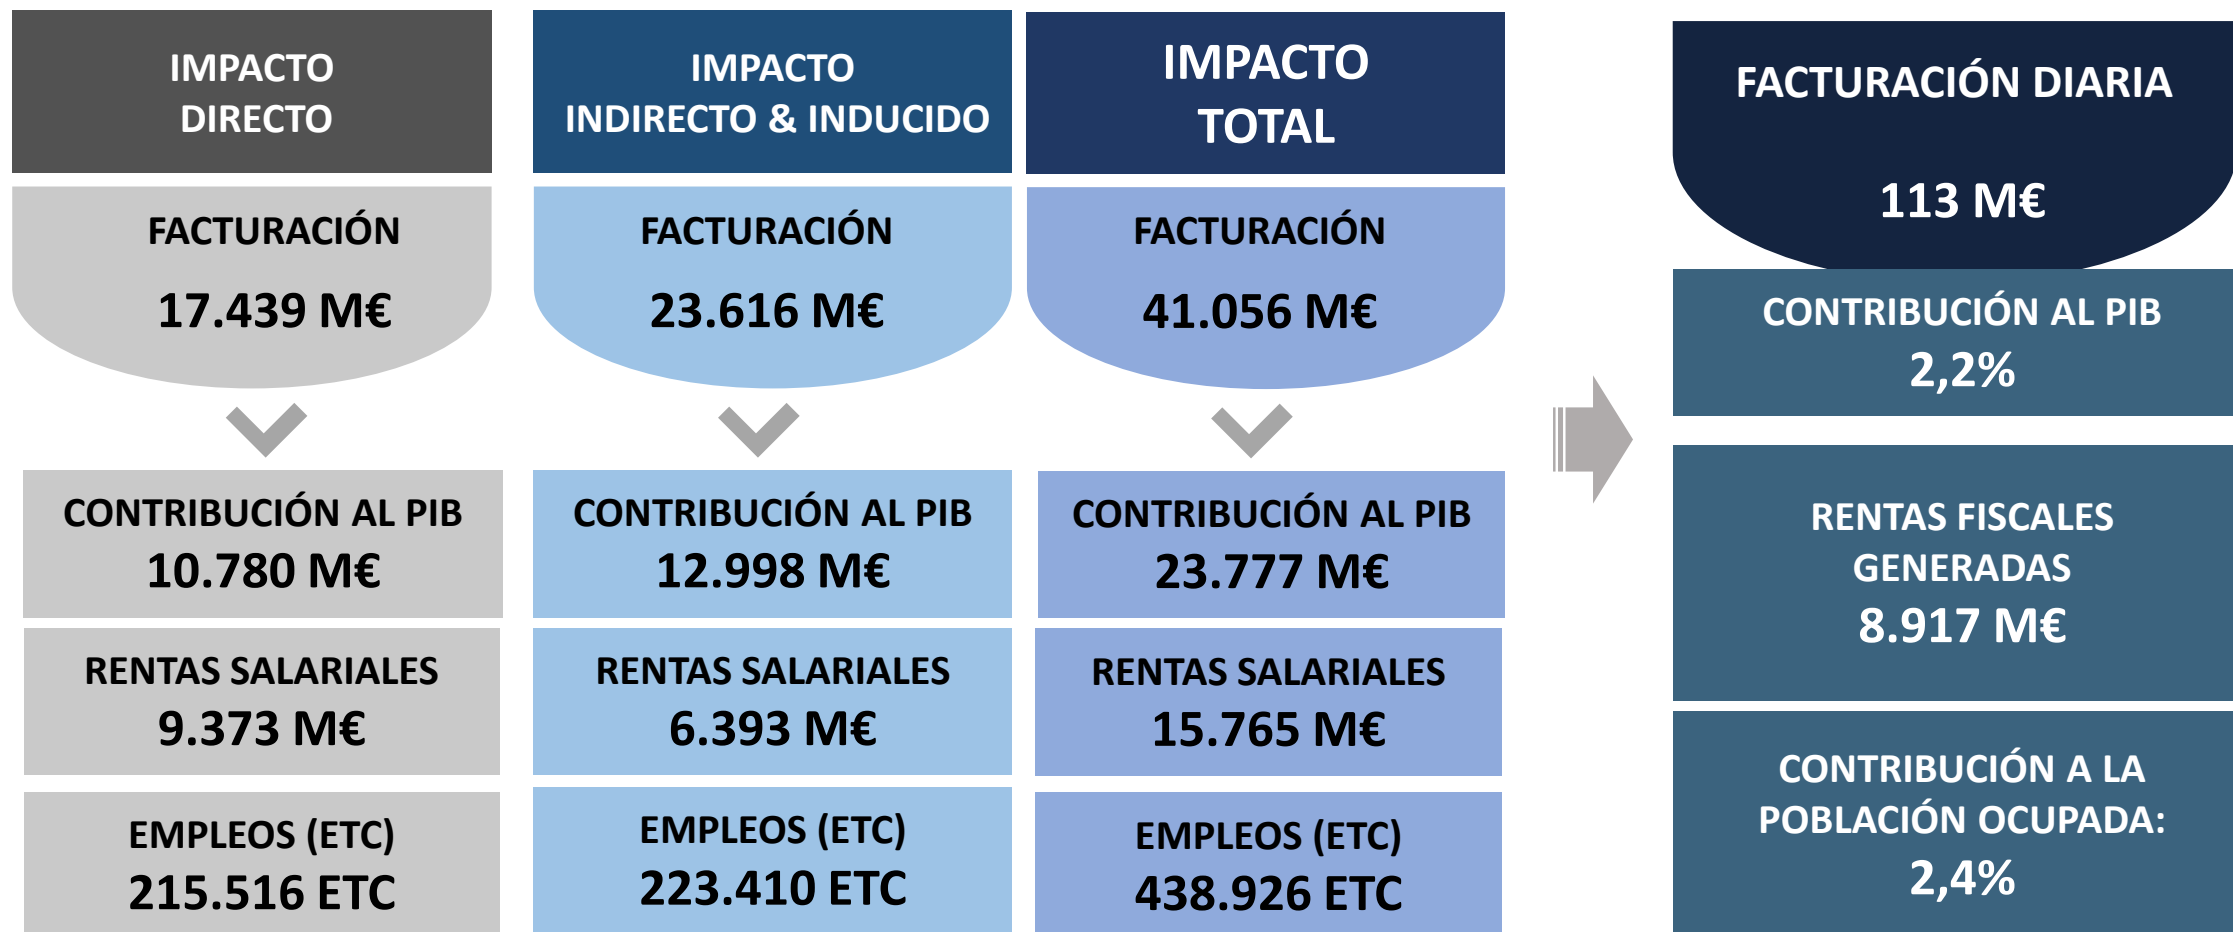 IMPACTO
DIRECTO
FACTURACIÓN
17.439 M€
CONTRIBUCIÓN AL PIB
10.780 M€
RENTAS SALARIALES
9.373 M€
EMPLEOS (ETC)
215.516 ETC
IMPACTO
INDIRECTO & INDUCIDO
FACTURACIÓN
23.616 M€
CONTRIBUCIÓN AL PIB
12.998 M€
RENTAS SALARIALES
6.393 M€
EMPLEOS (ETC)
223.410 ETC
IMPACTO
TOTAL
FACTURACIÓN
41.056 M€
CONTRIBUCIÓN AL PIB
23.777 M€
RENTAS SALARIALES
15.765 M€
EMPLEOS (ETC)
438.926 ETC
FACTURACIÓN DIARIA
113 M€
CONTRIBUCIÓN AL PIB
2,2%
RENTAS FISCALES
GENERADAS
8.917 M€
CONTRIBUCIÓN A LA
POBLACIÓN OCUPADA:
2,4%